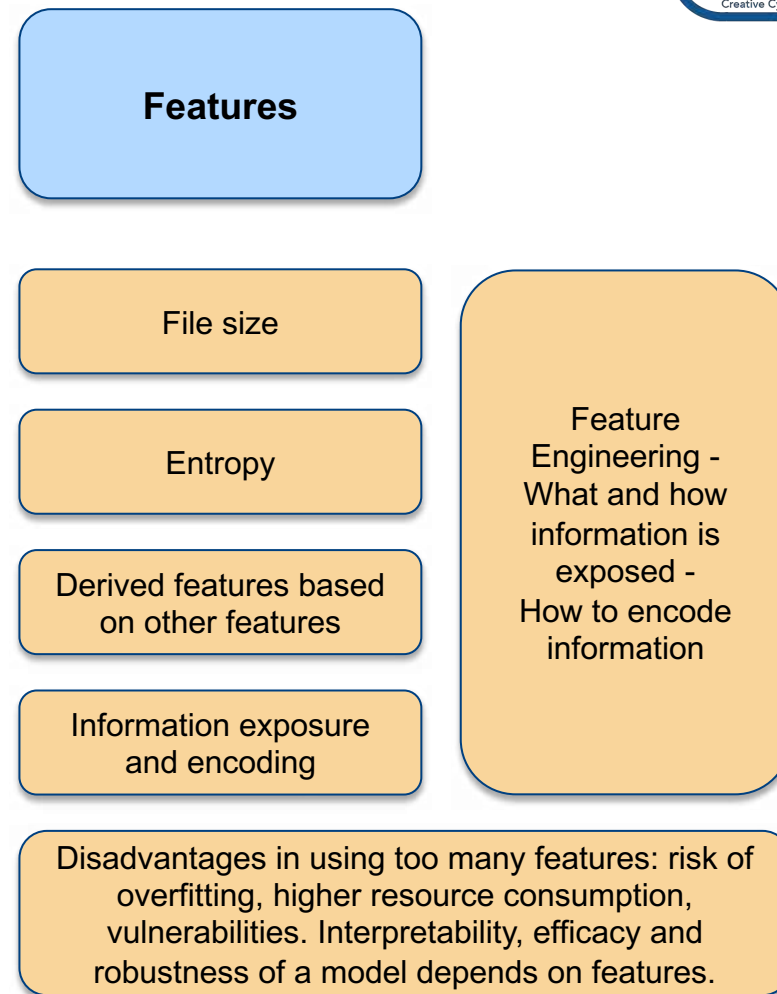 Creative Cy
Features
File size
Entropy
Derived features based
on other features
Information exposure
and encoding
Feature
Engineering -
What and how
information is
exposed -
How to encode
information
Disadvantages in using too many features: risk of
overfitting, higher resource consumption,
vulnerabilities. Interpretability, efficacy and
robustness of a model depends on features.